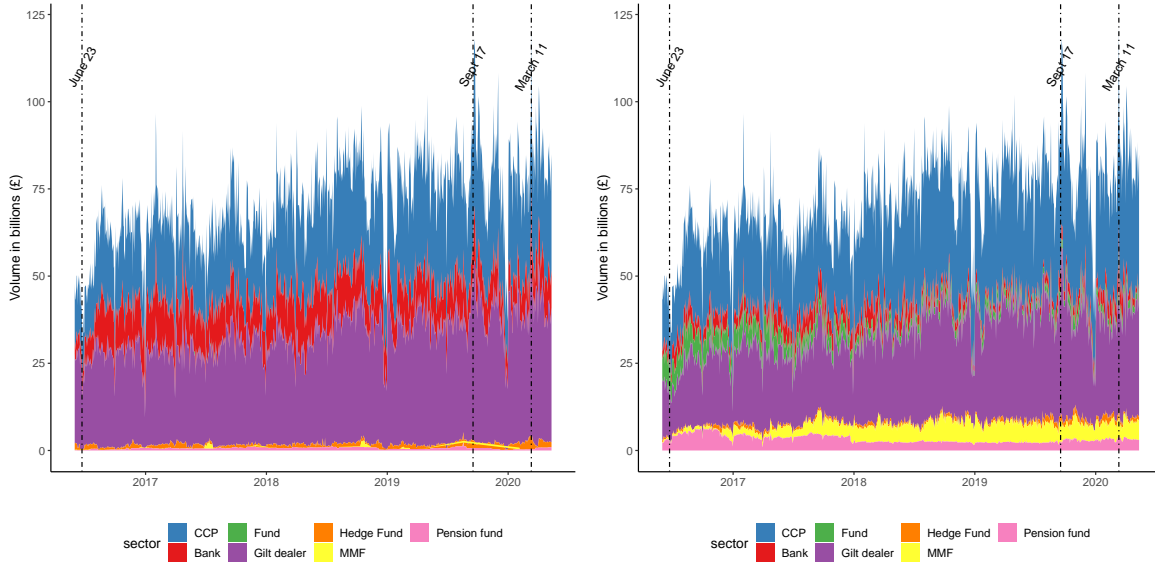 125
100
75
50
25
0
Volume in billions (£)
June 23
Sept 17
March 11
2017
2018
2019
2020
sector
CCP
Fund
Hedge Fund
Pension fund
Bank
Gilt dealer
MMF
125
100
75
50
25
0
Volume in billions (£)
June 23
Sept 17
March 11
2017
2018
2019
2020
sector
CCP
Fund
Hedge Fund
Pension fund
Bank
Gilt dealer
MMF